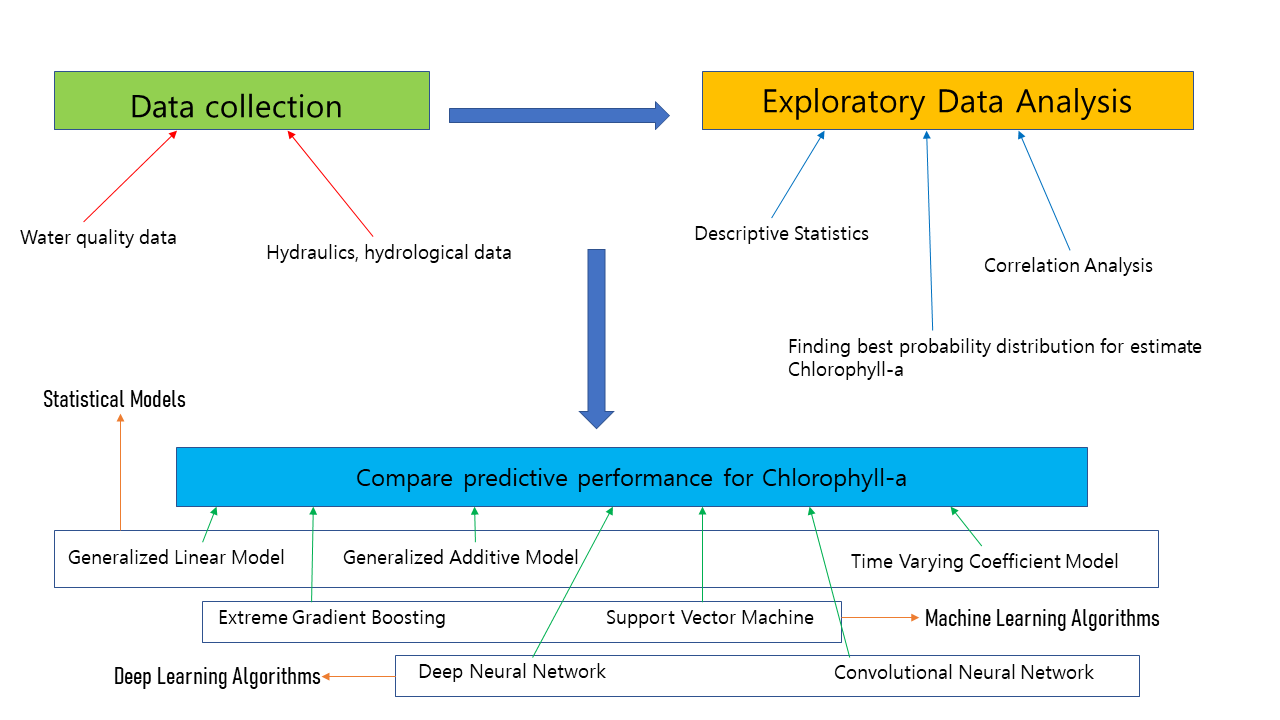 Data collection
Exploratory Data Analysis
Water quality data
Hydraulics, hydrological data
Descriptive Statistics
Correlation Analysis
Finding best probability distribution for estimate
Chlorophyll-a
Statistical Models
Compare predictive performance for Chlorophyll-a
Generalized Linear Model
Generalized Additive Model
Time Varying Coefficient Model
Extreme Gradient Boosting
Support Vector Machine
Machine Learning Algorithms
Deep Learning Algorithms
Deep Neural Network
Convolutional Neural Network